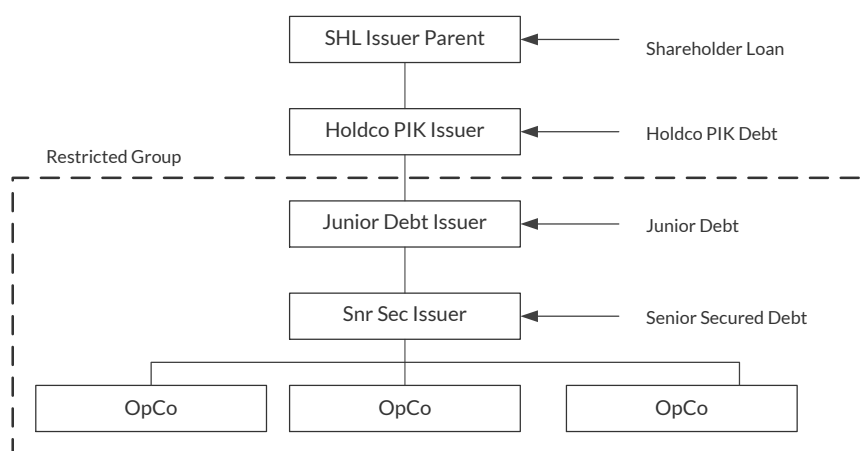 SHL Issuer Parent
Shareholder Loan
Holdco PIK Issuer
Holdco PIK Debt
Restricted Group
Junior Debt Issuer
Junior Debt
Snr Sec Issuer
Senior Secured Debt
OpCo
OpCo
OpCo